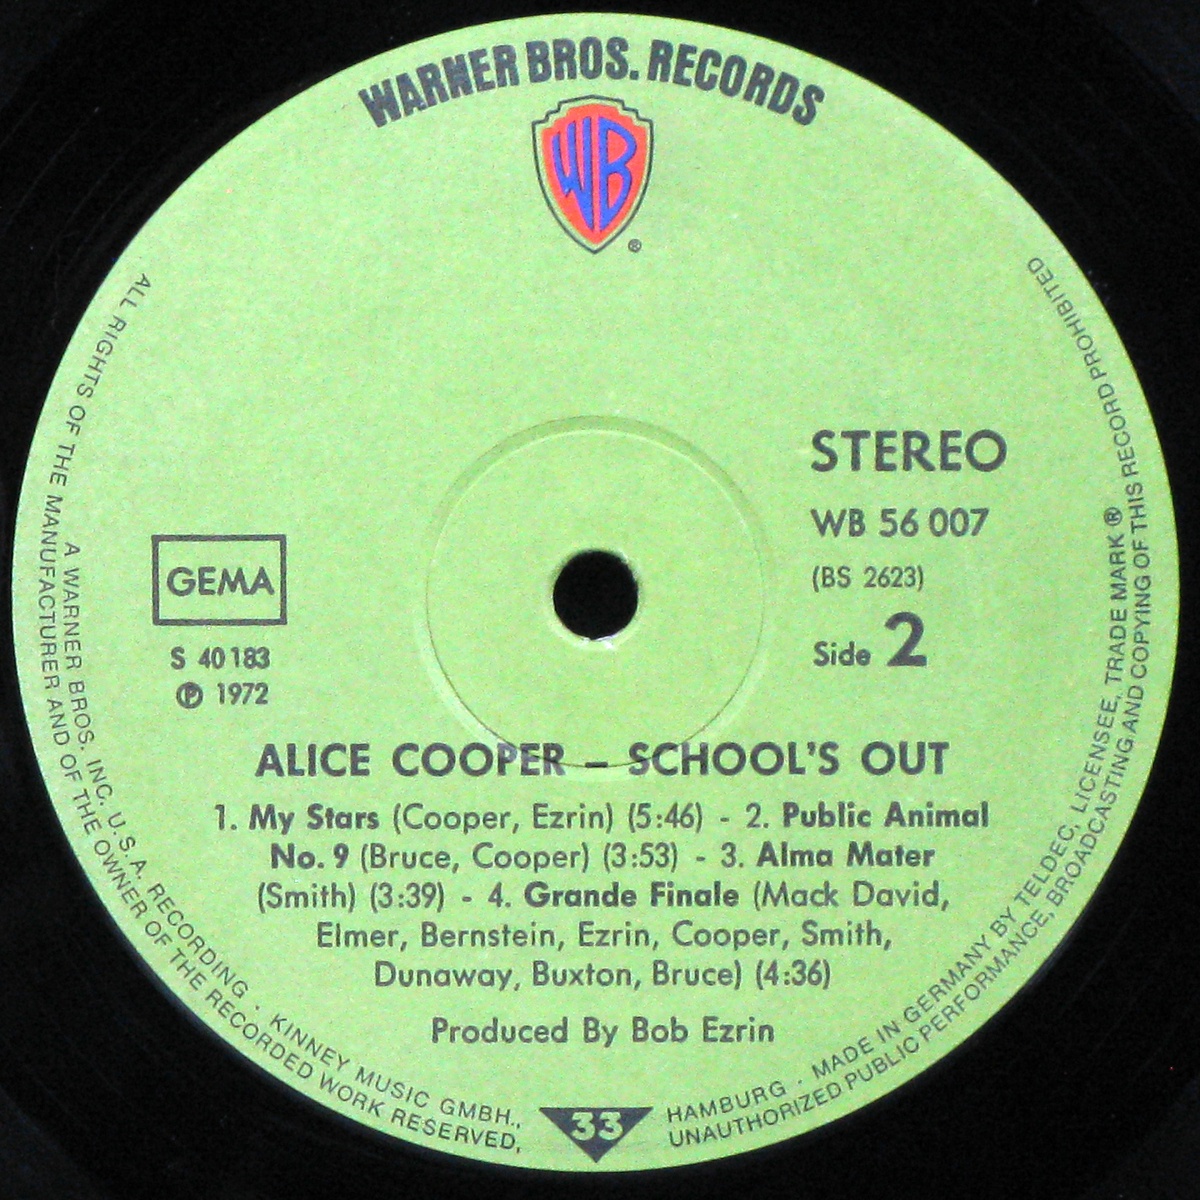 WARNER BROS. RECORDS
WB
®
STEREO
WB 56 007
(BS 2623)
Side 2
GEMA
S 40 183
℗ 1972
ALICE COOPER – SCHOOL'S OUT
1. My Stars (Cooper, Ezrin) (5:46) - 2. Public Animal
No. 9 (Bruce, Cooper) (3:53) - 3. Alma Mater
(Smith) (3:39) - 4. Grande Finale (Mack David,
Elmer, Bernstein, Ezrin, Cooper, Smith,
Dunaway, Buxton, Bruce) (4:36)
Produced By Bob Ezrin
33
A WARNER BROS. INC. U.S.A. RECORDING · KINNEY MUSIC GMBH., HAMBURG · MADE IN GERMANY BY TELDEC, LICENSEE, TRADE MARK ®
ALL RIGHTS OF THE MANUFACTURER AND OF THE OWNER OF THE RECORDED WORK RESERVED, UNAUTHORIZED PUBLIC PERFORMANCE, BROADCASTING AND COPYING OF THIS RECORD PROHIBITED